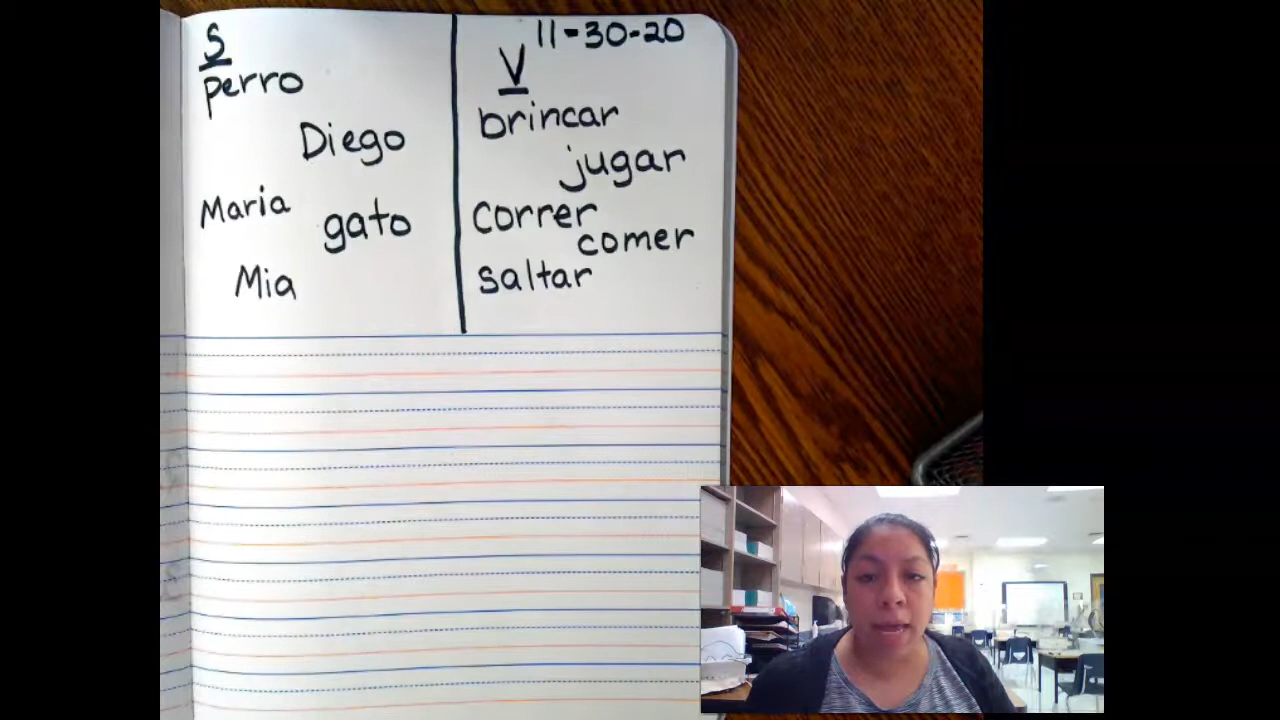 S
perro
Diego
Maria
gato
Mia
11-30-20
V
brincar
jugar
correr
comer
saltar